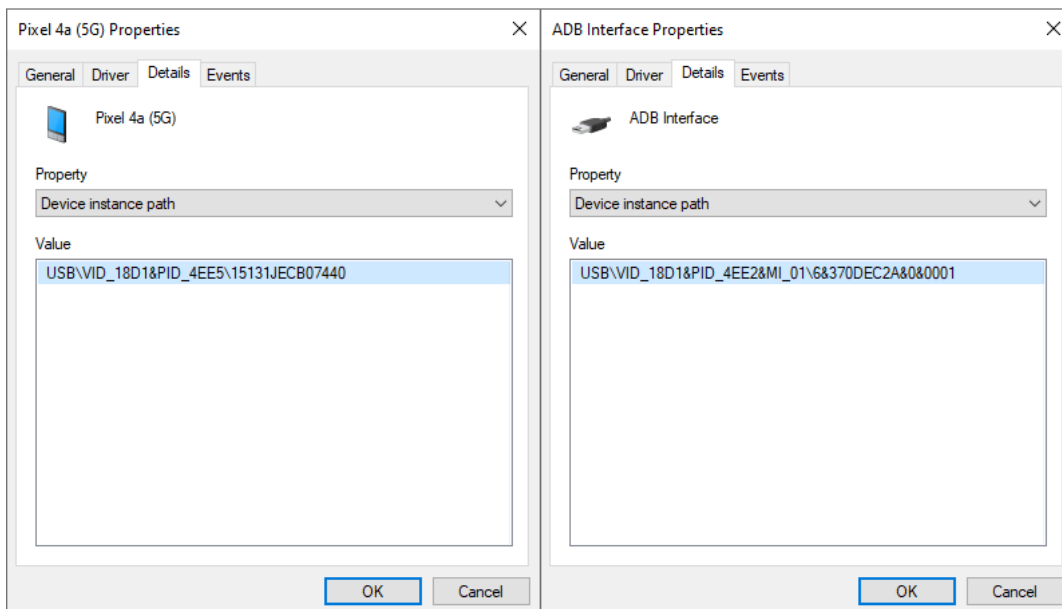 Pixel 4a (5G) Properties
General Driver Details Events
Pixel 4a (5G)
Property
Device instance path
Value
USB\VID_18D1&PID_4EE5\15131JECB07440
OK Cancel
ADB Interface Properties
General Driver Details Events
ADB Interface
Property
Device instance path
Value
USB\VID_18D1&PID_4EE2&MI_01\6&370DEC2A&0&0001
OK Cancel